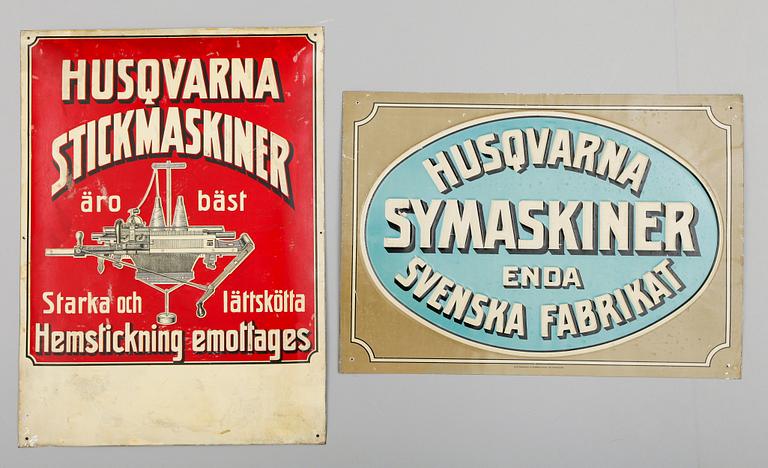 HUSQVARNA
STICKMASKINER
äro bäst
Starka och lättskötta
Hemstickning emottages
HUSQVARNA
SYMASKINER
ENDA
SVENSKA FABRIKAT